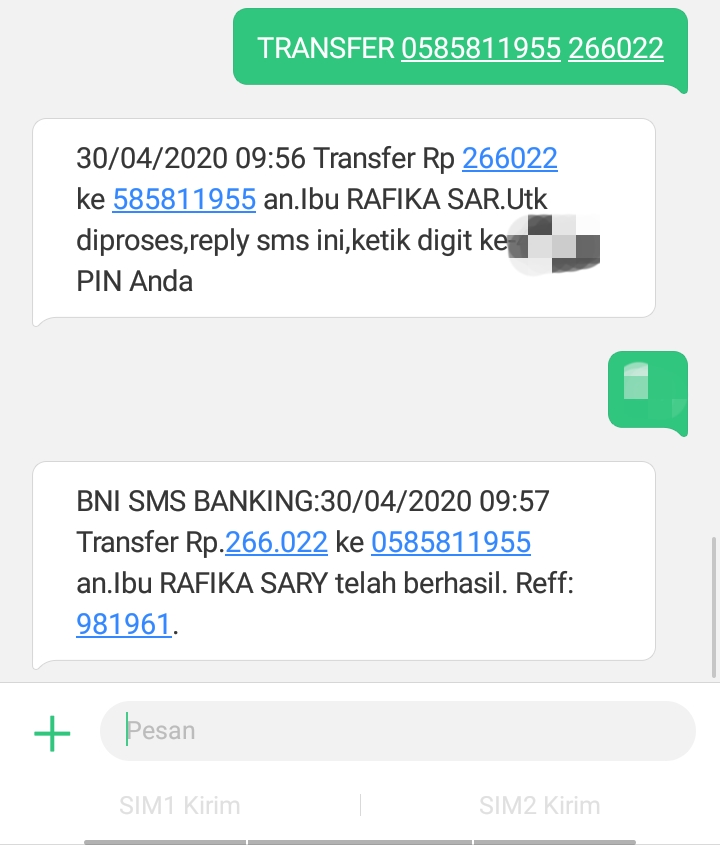 TRANSFER 0585811955 266022
30/04/2020 09:56 Transfer Rp 266022
ke 585811955 an.Ibu RAFIKA SAR.Utk
diproses,reply sms ini,ketik digit ke-
PIN Anda
BNI SMS BANKING:30/04/2020 09:57
Transfer Rp.266.022 ke 0585811955
an.Ibu RAFIKA SARY telah berhasil. Reff:
981961.
Pesan
SIM1 Kirim
SIM2 Kirim